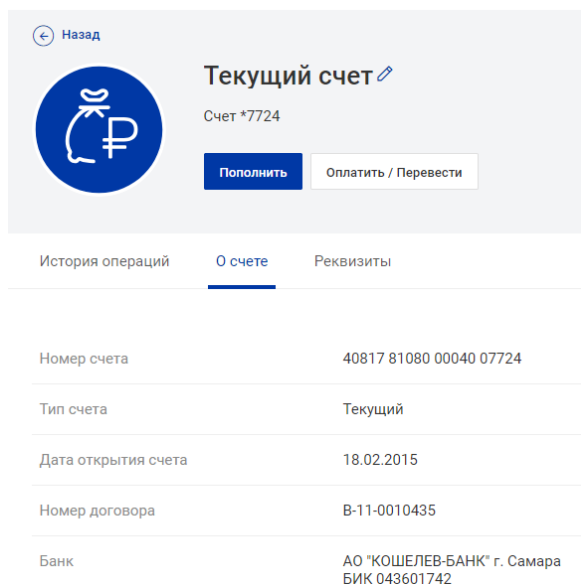 Назад
Текущий счет
Счет *7724
Пополнить
Оплатить / Перевести
История операций
О счете
Реквизиты
Номер счета 40817 81080 00040 07724
Тип счета Текущий
Дата открытия счета 18.02.2015
Номер договора В-11-0010435
Банк АО "КОШЕЛЕВ-БАНК" г. Самара
БИК 043601742